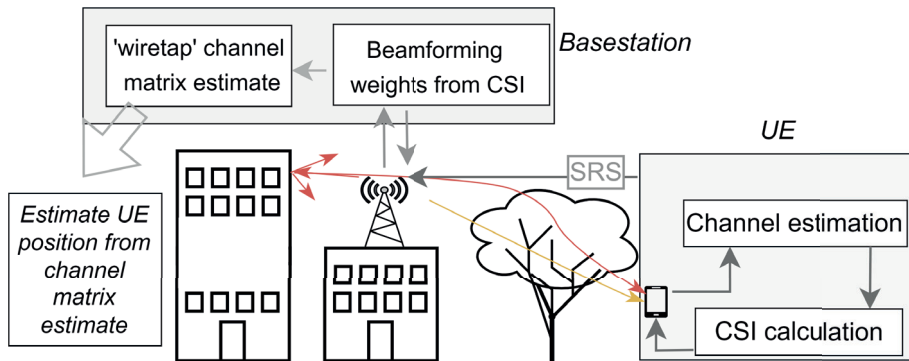 'wiretap' channel
matrix estimate
Beamforming
weights from CSI
Basestation
UE
SRS
Estimate UE
position from
channel
matrix
estimate
Channel estimation
CSI calculation